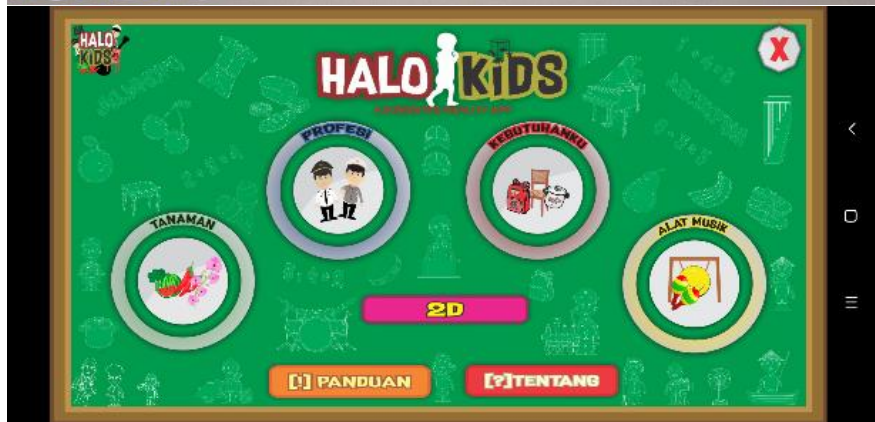 HALO
KIDS
HALO KIDS
X
PROFESI
KEBUTUHANKU
TANAMAN
ALAT MUSIK
2D
[!] PANDUAN
[?]TENTANG